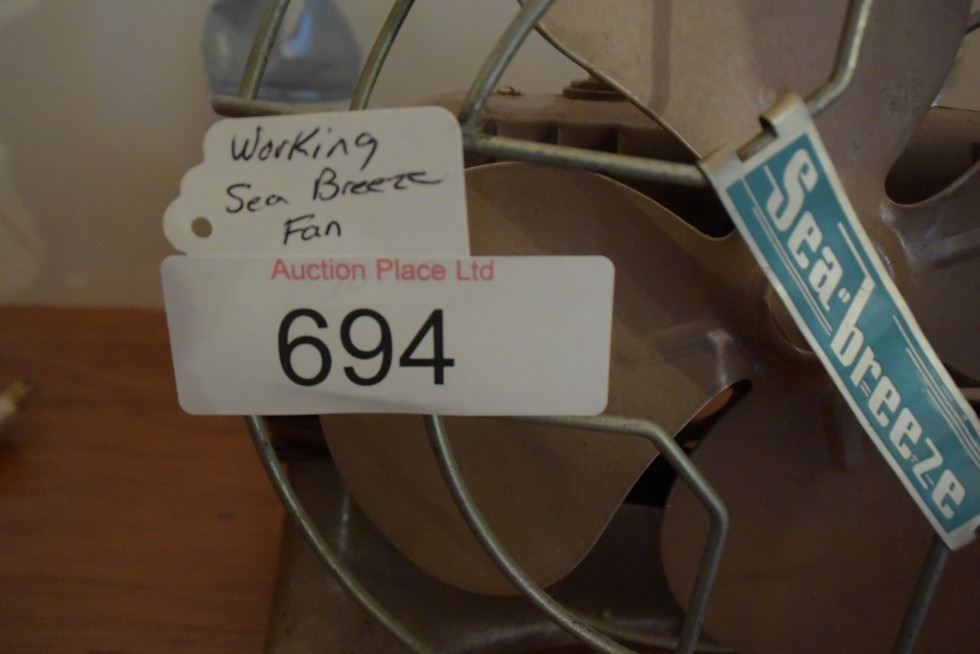 Working
Sea Breeze
Fan
Auction Place Ltd
694
Sea-breeze